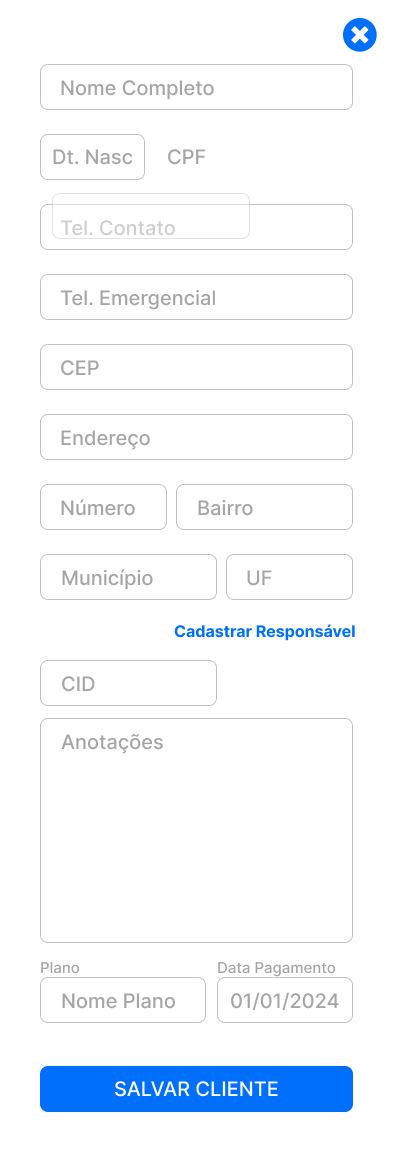 Nome Completo
Dt. Nasc CPF
Tel. Contato
Tel. Emergencial
CEP
Endereço
Número Bairro
Município UF
Cadastrar Responsável
CID
Anotações
Plano Data Pagamento
Nome Plano 01/01/2024
SALVAR CLIENTE